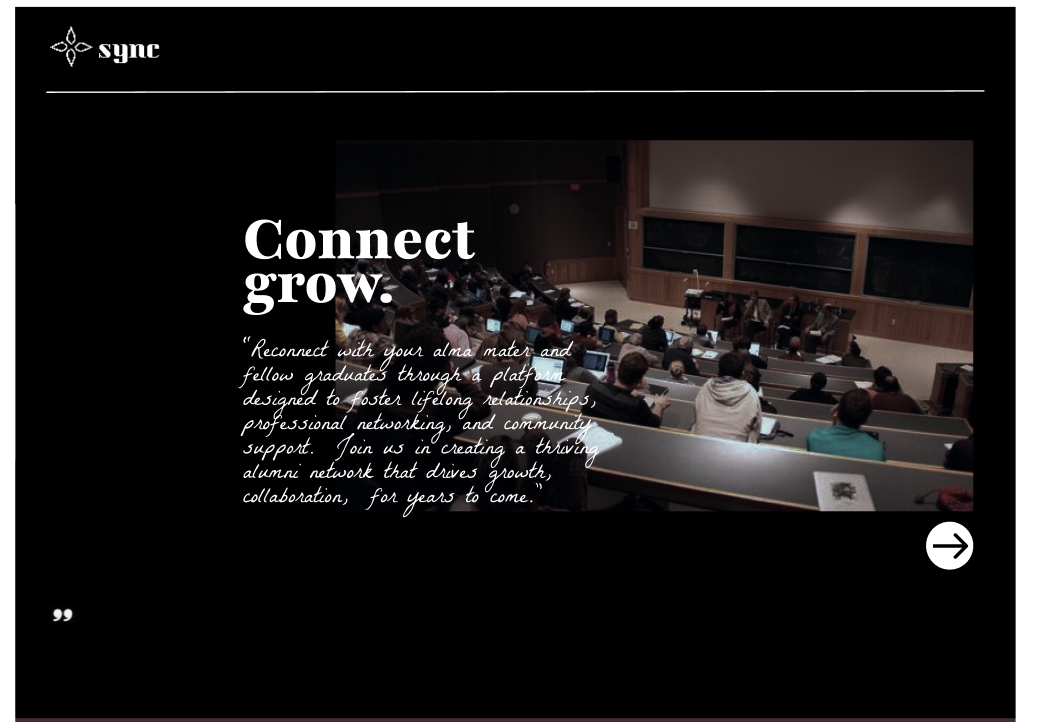 sync
Connect
grow.
“Reconnect with your alma mater and
fellow graduates through a platform
designed to foster lifelong relationships,
professional networking, and community
support. Join us in creating a thriving
alumni network that drives growth,
collaboration, for years to come.”
”